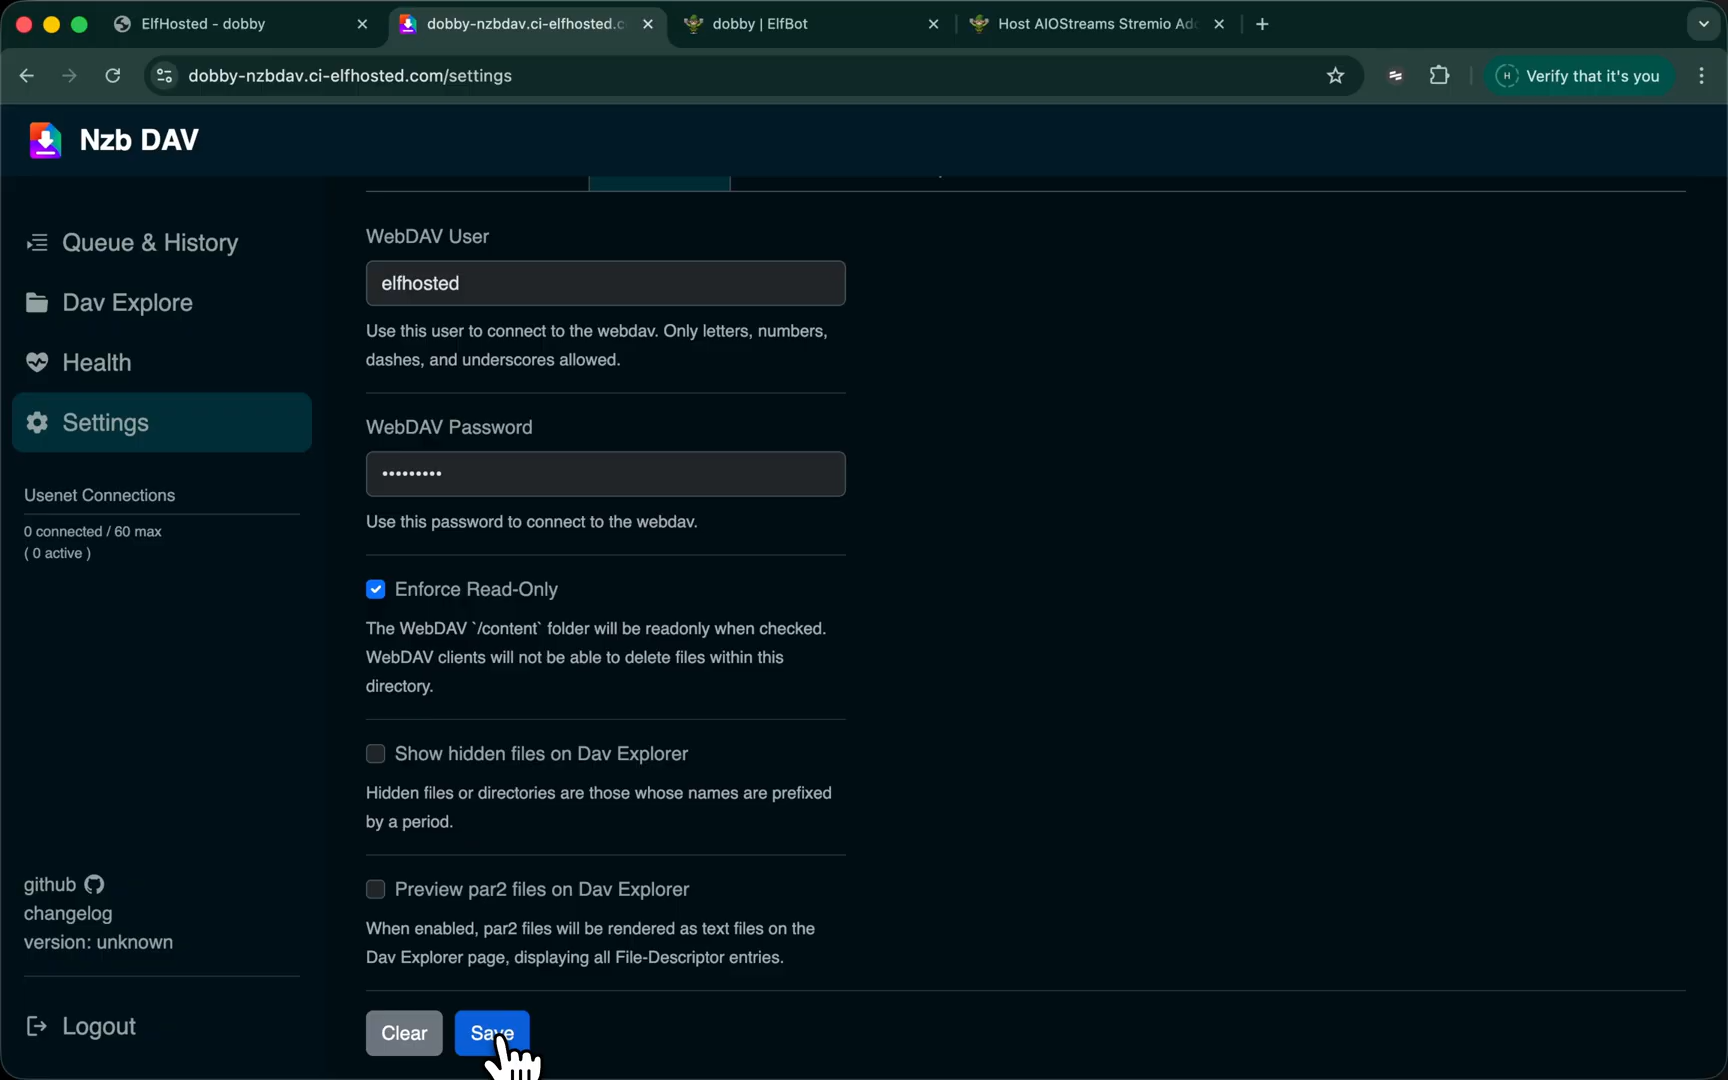 ElfHosted - dobby
dobby-nzbdav.ci-elfhosted.c
dobby | ElfBot
Host AIOStreams Stremio Ad
dobby-nzbdav.ci-elfhosted.com/settings
H
Verify that it's you
Nzb DAV
Queue & History
Dav Explore
Health
Settings
Usenet Connections
0 connected / 60 max
( 0 active )
github
changelog
version: unknown
Logout
WebDAV User
elfhosted
Use this user to connect to the webdav. Only letters, numbers,
dashes, and underscores allowed.
WebDAV Password
•••••••••
Use this password to connect to the webdav.
Enforce Read-Only
The WebDAV `/content` folder will be readonly when checked.
WebDAV clients will not be able to delete files within this
directory.
Show hidden files on Dav Explorer
Hidden files or directories are those whose names are prefixed
by a period.
Preview par2 files on Dav Explorer
When enabled, par2 files will be rendered as text files on the
Dav Explorer page, displaying all File-Descriptor entries.
Clear
Save